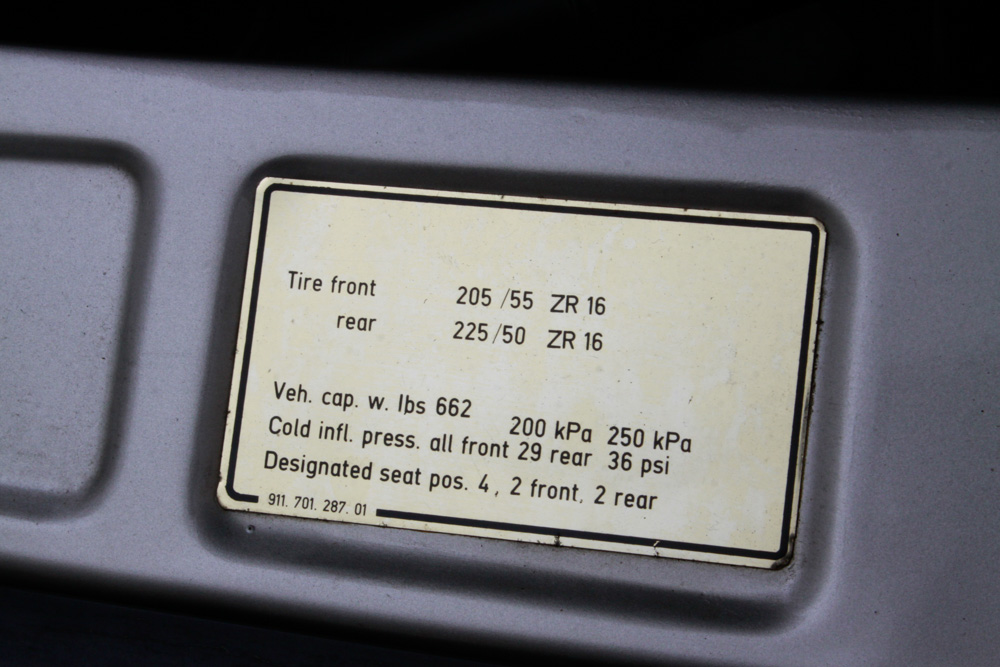 Tire front 205 /55 ZR 16
rear 225/50 ZR 16
Veh. cap. w. lbs 662
200 kPa 250 kPa
Cold infl. press. all front 29 rear 36 psi
Designated seat pos. 4, 2 front, 2 rear
911. 701. 287. 01